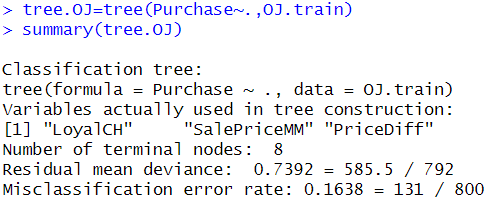 > tree.OJ=tree(Purchase~.,OJ.train)
> summary(tree.OJ)
Classification tree:
tree(formula = Purchase ~ ., data = OJ.train)
Variables actually used in tree construction:
[1] "LoyalCH"     "SalePriceMM" "PriceDiff"
Number of terminal nodes:  8
Residual mean deviance:  0.7392 = 585.5 / 792
Misclassification error rate: 0.1638 = 131 / 800